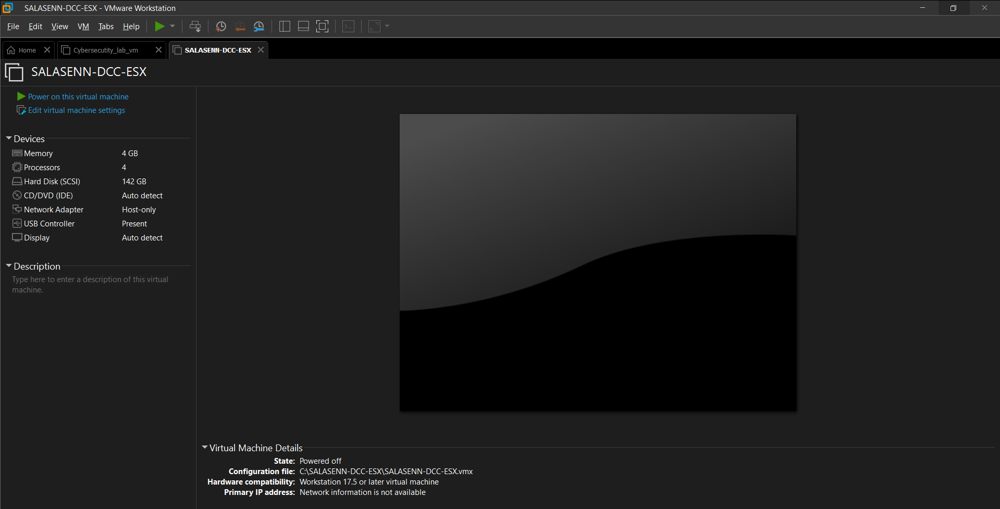 SALASENN-DCC-ESX - VMware Workstation
File Edit View VM Tabs Help
Home Cybersecutity_lab_vm SALASENN-DCC-ESX
SALASENN-DCC-ESX
Power on this virtual machine
Edit virtual machine settings
Devices
Memory 4 GB
Processors 4
Hard Disk (SCSI) 142 GB
CD/DVD (IDE) Auto detect
Network Adapter Host-only
USB Controller Present
Display Auto detect
Description
Type here to enter a description of this virtual
machine.
Virtual Machine Details
State: Powered off
Configuration file: C:\SALASENN-DCC-ESX\SALASENN-DCC-ESX.vmx
Hardware compatibility: Workstation 17.5 or later virtual machine
Primary IP address: Network information is not available